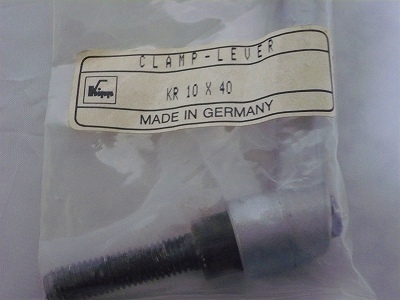 CLAMP-LEVER
Kipp
KR 10 X 40
MADE IN GERMANY